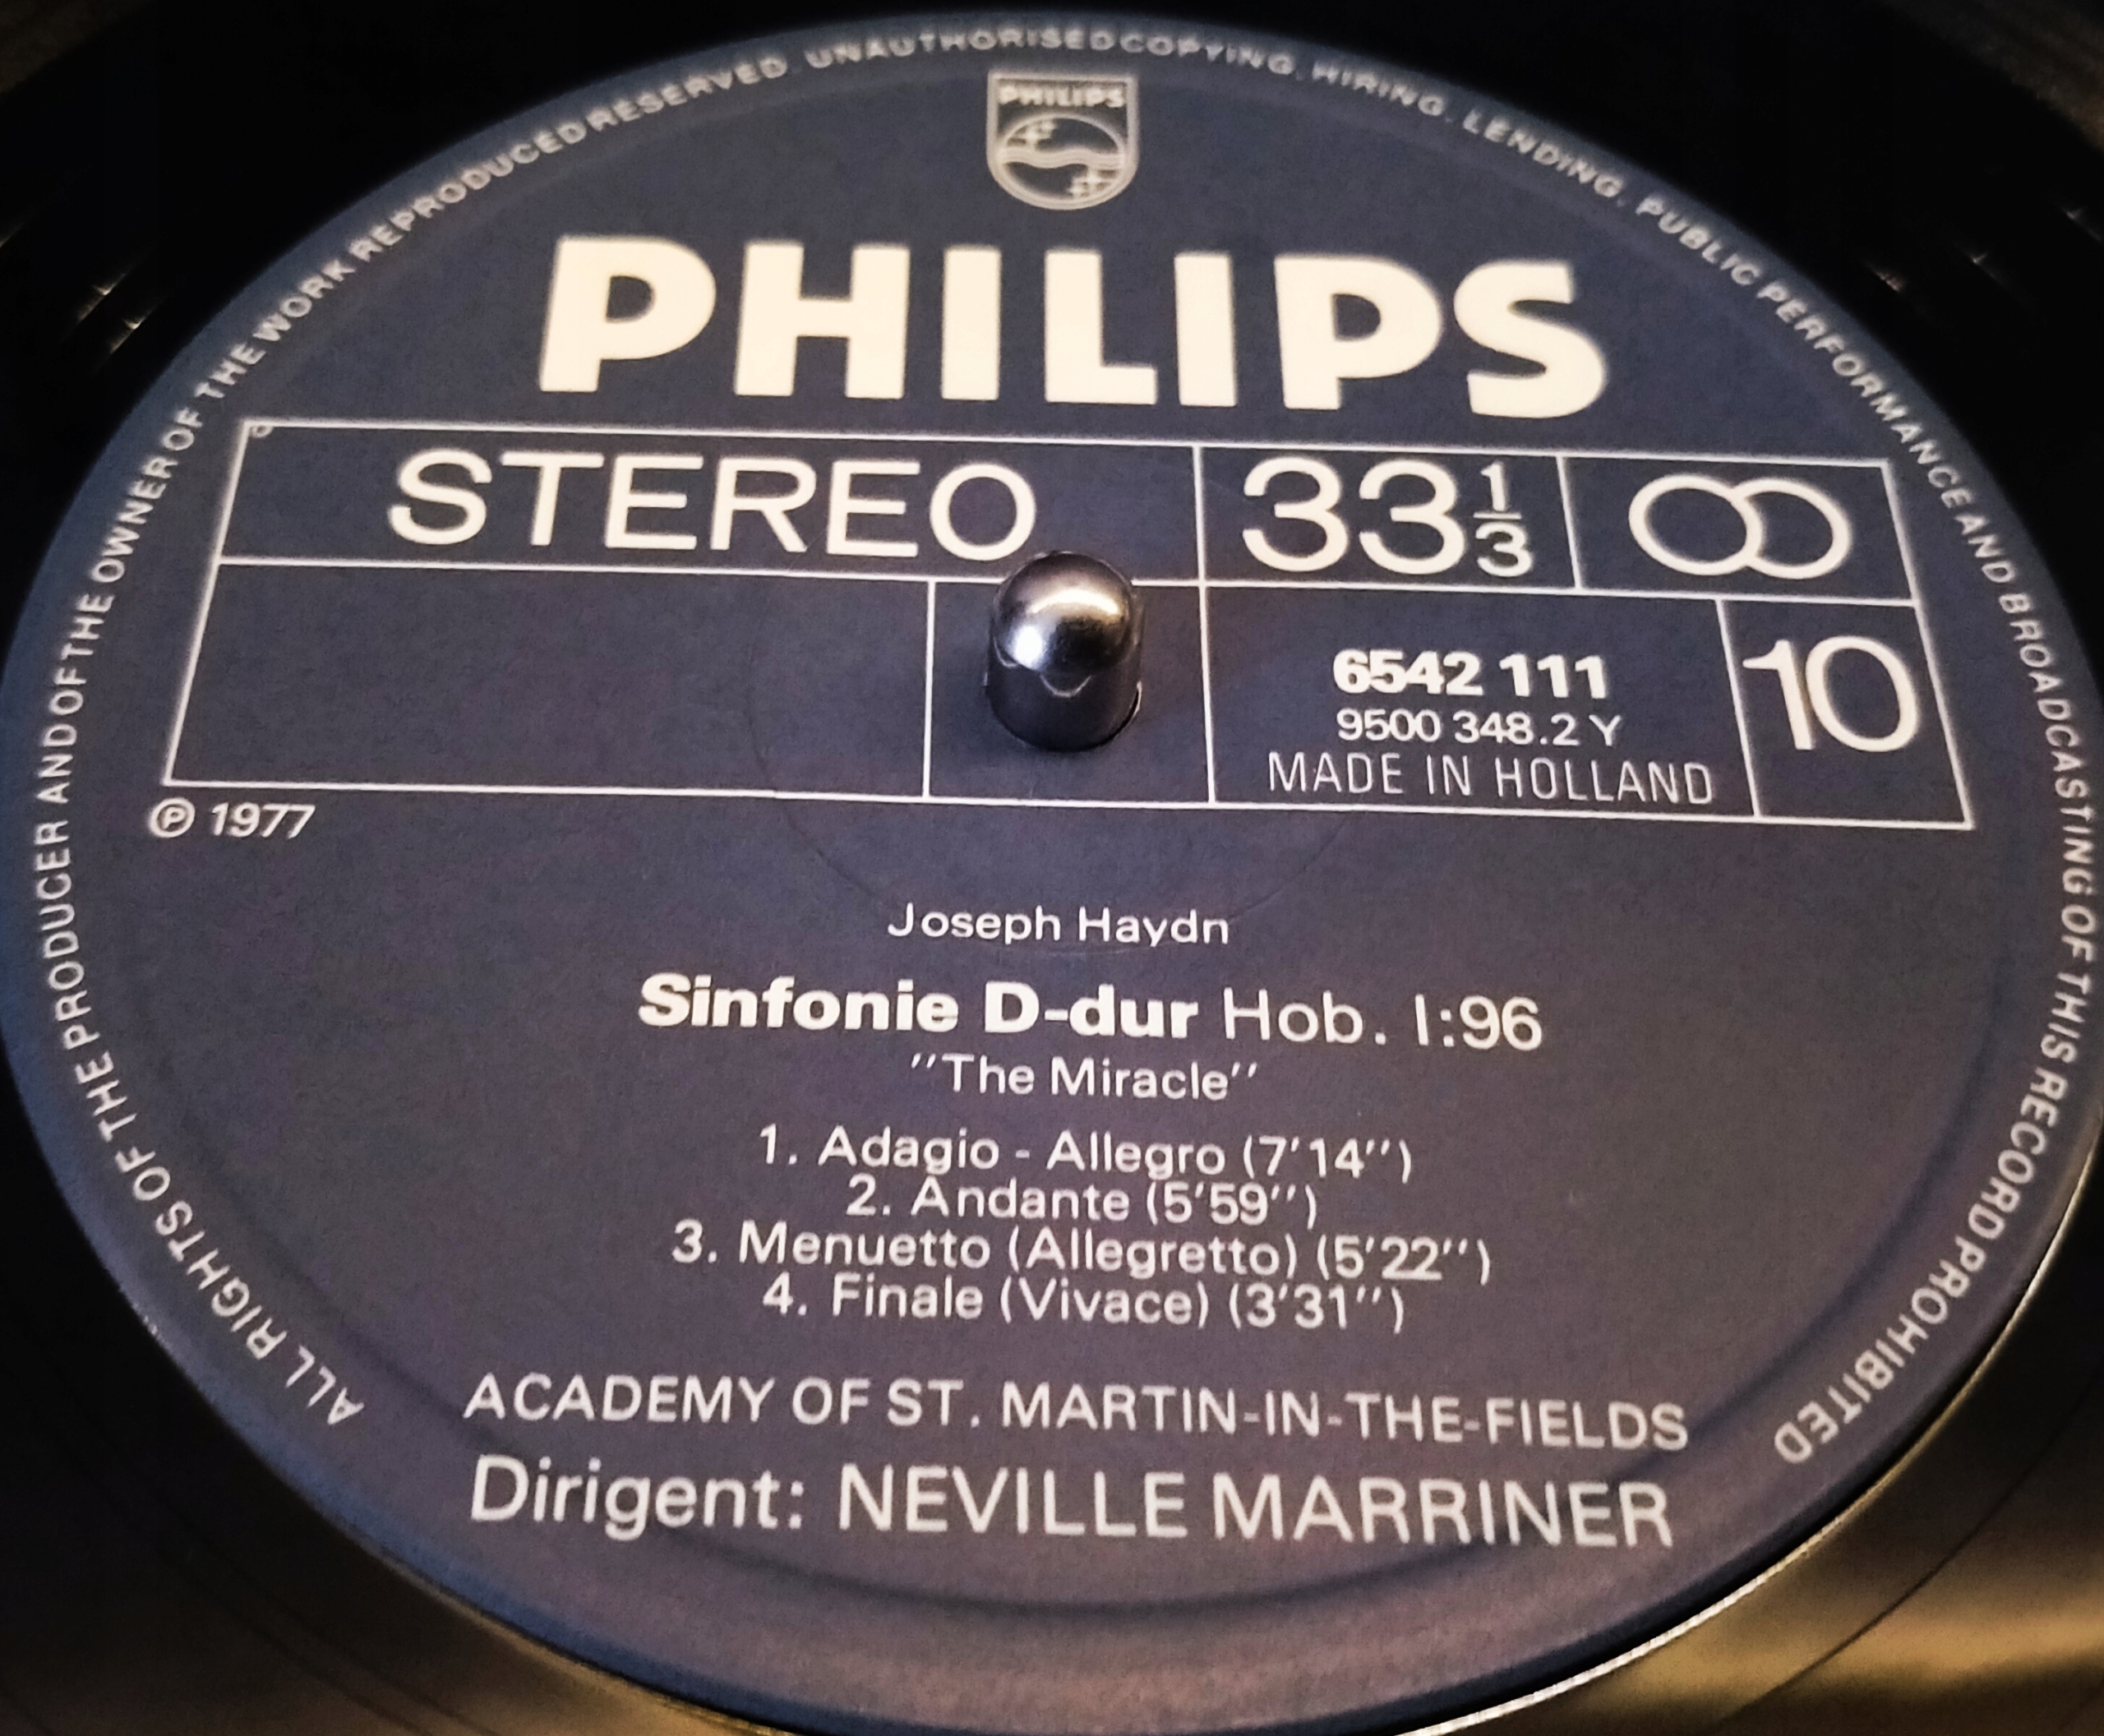 ALL RIGHTS OF THE PRODUCER AND OF THE OWNER OF THE WORK REPRODUCED RESERVED. UNAUTHORISED COPYING, HIRING, LENDING, PUBLIC PERFORMANCE AND BROADCASTING OF THIS RECORD PROHIBITED
PHILIPS
PHILIPS
STEREO 33 1/3
6542 111
9500 348.2 Y
MADE IN HOLLAND
10
℗ 1977
Joseph Haydn
Sinfonie D-dur Hob. I:96
"The Miracle"
1. Adagio - Allegro (7'14'')
2. Andante (5'59'')
3. Menuetto (Allegretto) (5'22'')
4. Finale (Vivace) (3'31'')
ACADEMY OF ST. MARTIN-IN-THE-FIELDS
Dirigent: NEVILLE MARRINER